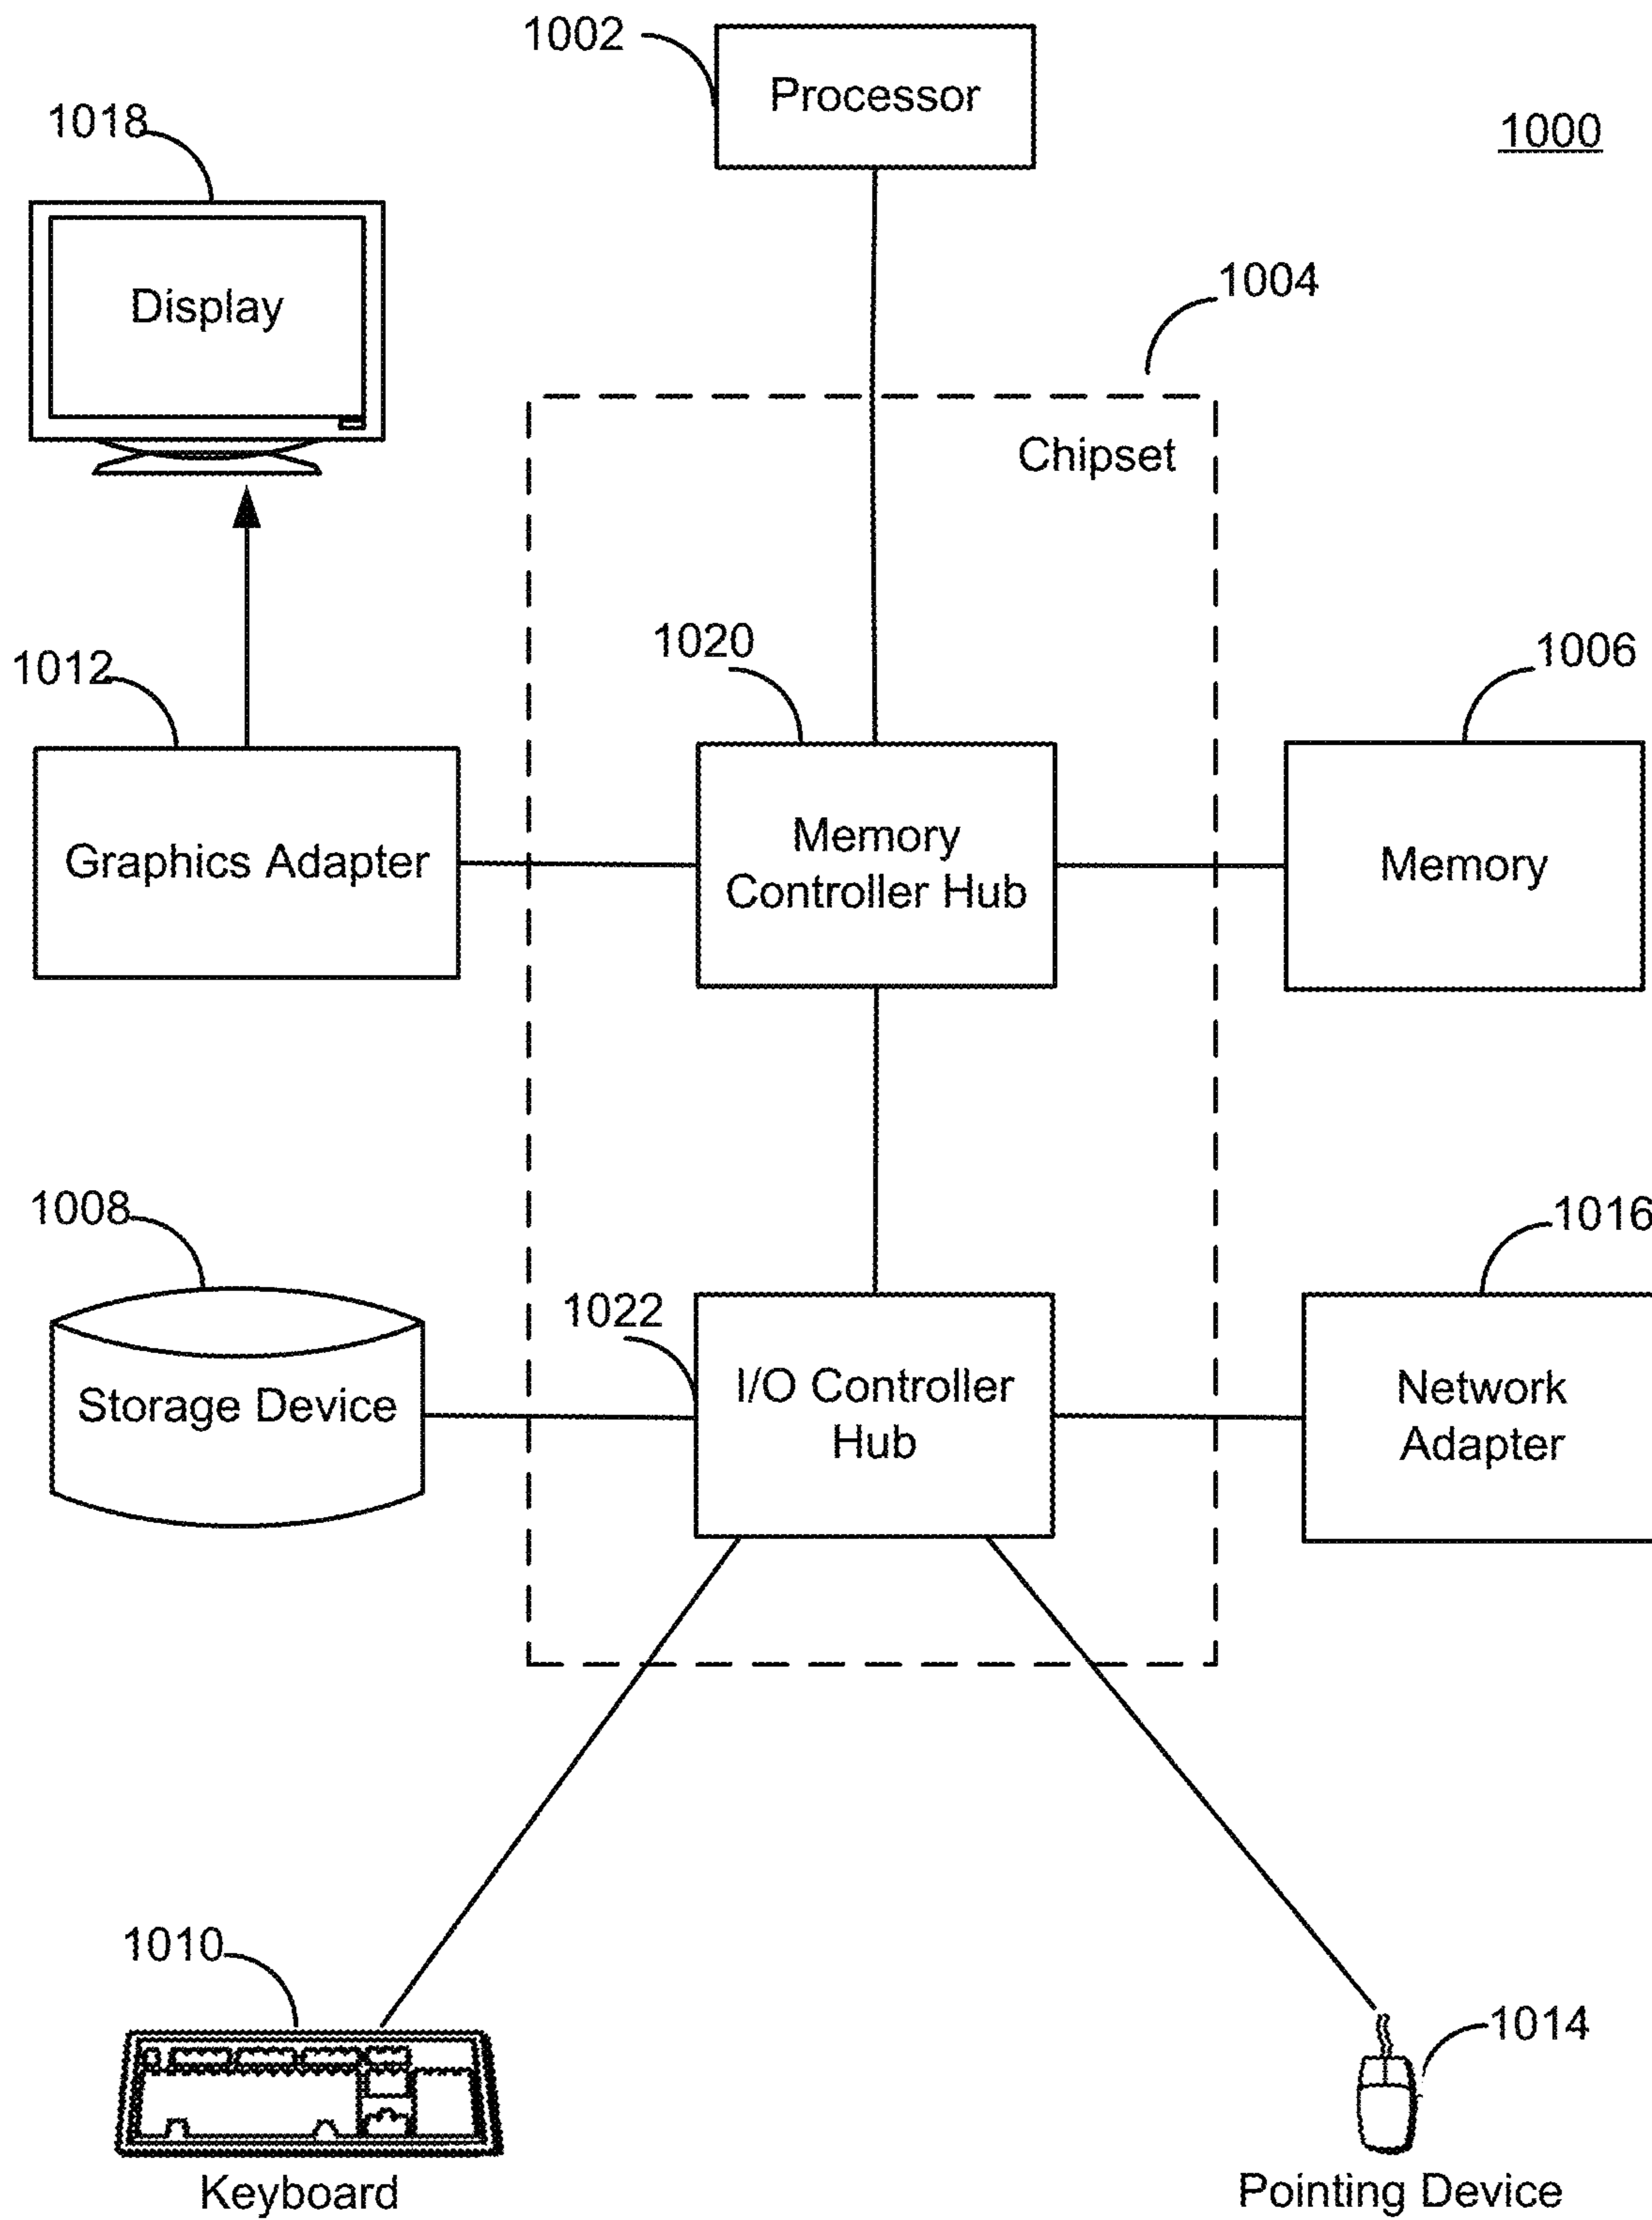 1002
Processor
1000
1018
Display
1004
Chipset
1020
1006
1012
Graphics Adapter
Memory
Controller Hub
Memory
1008
1016
1022
Storage Device
I/O Controller
Hub
Network
Adapter
1010
1014
Keyboard
Pointing Device